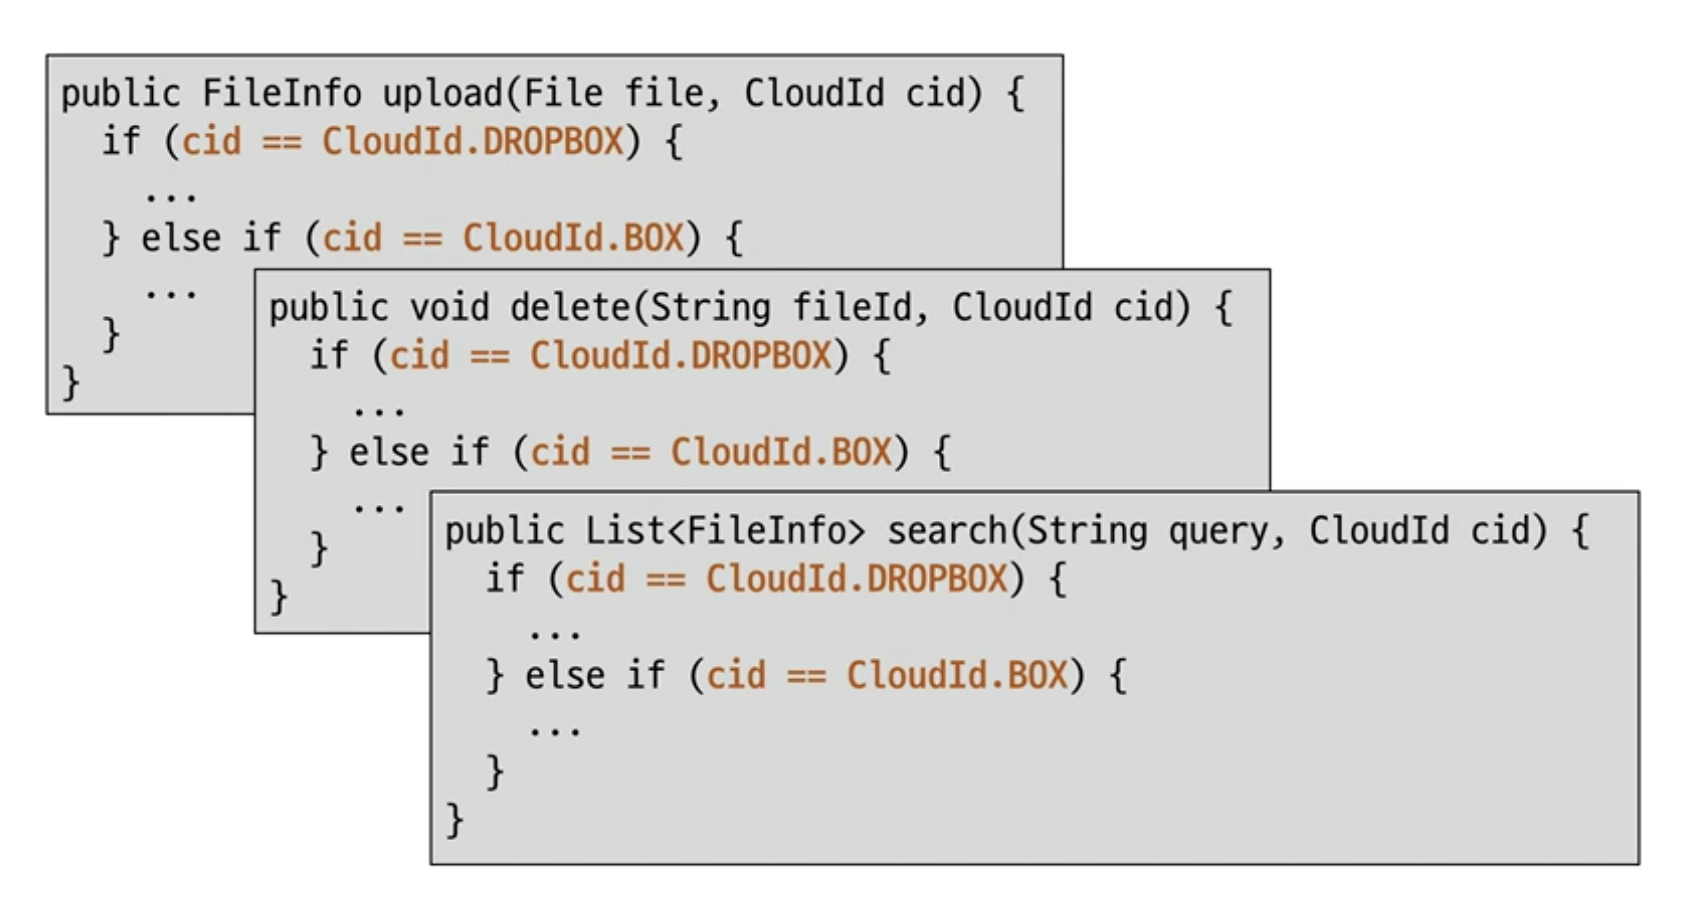 public FileInfo upload(File file, CloudId cid) {
if (cid == CloudId.DROPBOX) {
...
} else if (cid == CloudId.BOX) {
...
}
}
public void delete(String fileId, CloudId cid) {
if (cid == CloudId.DROPBOX) {
...
} else if (cid == CloudId.BOX) {
...
}
}
public List<FileInfo> search(String query, CloudId cid) {
if (cid == CloudId.DROPBOX) {
...
} else if (cid == CloudId.BOX) {
...
}
}